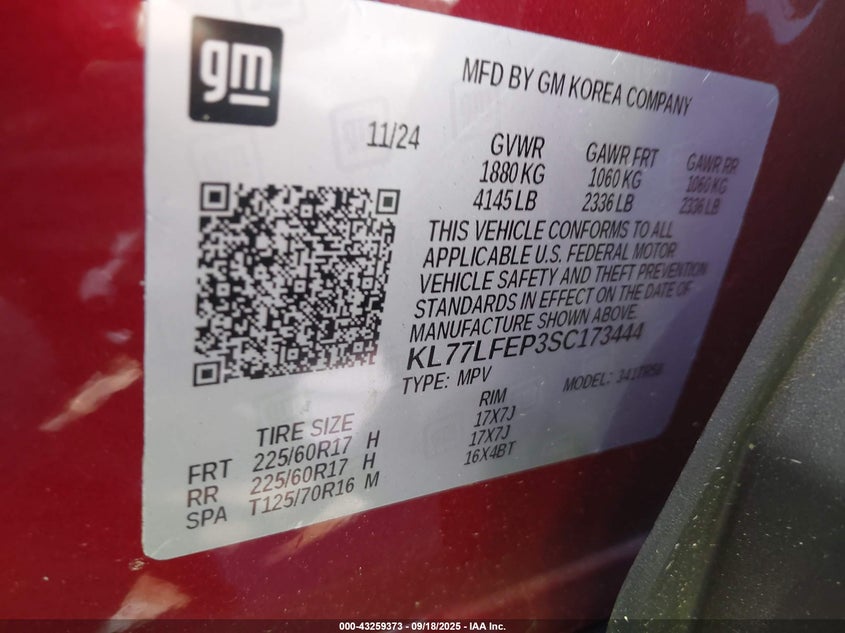 gm
MFD BY GM KOREA COMPANY
11/24
GVWR GAWR FRT GAWR RR
1880 KG 1060 KG 1060 KG
4145 LB 2336 LB 2336 LB
THIS VEHICLE CONFORMS TO ALL
APPLICABLE U.S. FEDERAL MOTOR
VEHICLE SAFETY AND THEFT PREVENTION
STANDARDS IN EFFECT ON THE DATE OF
MANUFACTURE SHOWN ABOVE.
KL77LFEP3SC173444
TYPE: MPV MODEL:
TIRE SIZE RIM
FRT 225/60R17 H 17X7J
RR 225/60R17 H 17X7J
SPA T125/70R16 M 16X4BT
000-43259373 - 09/18/2025 - IAA Inc.